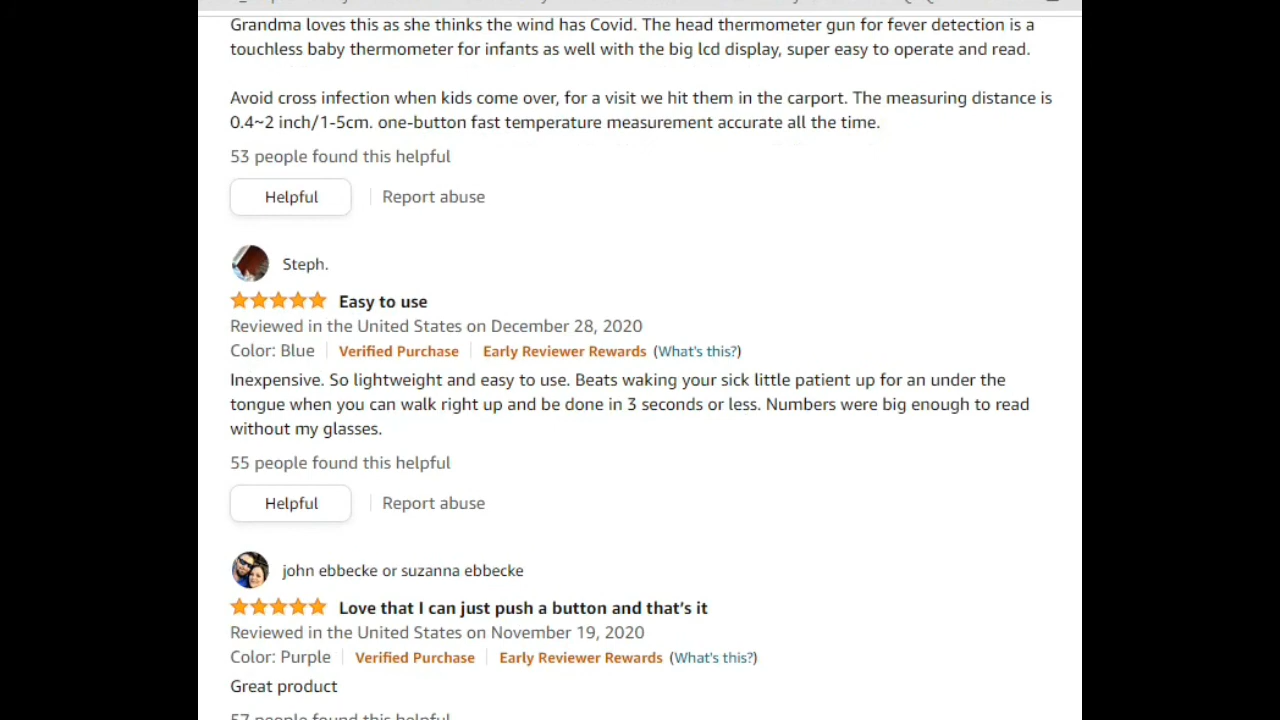 Grandma loves this as she thinks the wind has Covid. The head thermometer gun for fever detection is a
touchless baby thermometer for infants as well with the big lcd display, super easy to operate and read.
Avoid cross infection when kids come over, for a visit we hit them in the carport. The measuring distance is
0.4~2 inch/1-5cm. one-button fast temperature measurement accurate all the time.
53 people found this helpful
Helpful
Report abuse
Steph.
Easy to use
Reviewed in the United States on December 28, 2020
Color: Blue Verified Purchase Early Reviewer Rewards (What's this?)
Inexpensive. So lightweight and easy to use. Beats waking your sick little patient up for an under the
tongue when you can walk right up and be done in 3 seconds or less. Numbers were big enough to read
without my glasses.
55 people found this helpful
Helpful
Report abuse
john ebbecke or suzanna ebbecke
Love that I can just push a button and that's it
Reviewed in the United States on November 19, 2020
Color: Purple Verified Purchase Early Reviewer Rewards (What's this?)
Great product
57 people found this helpful